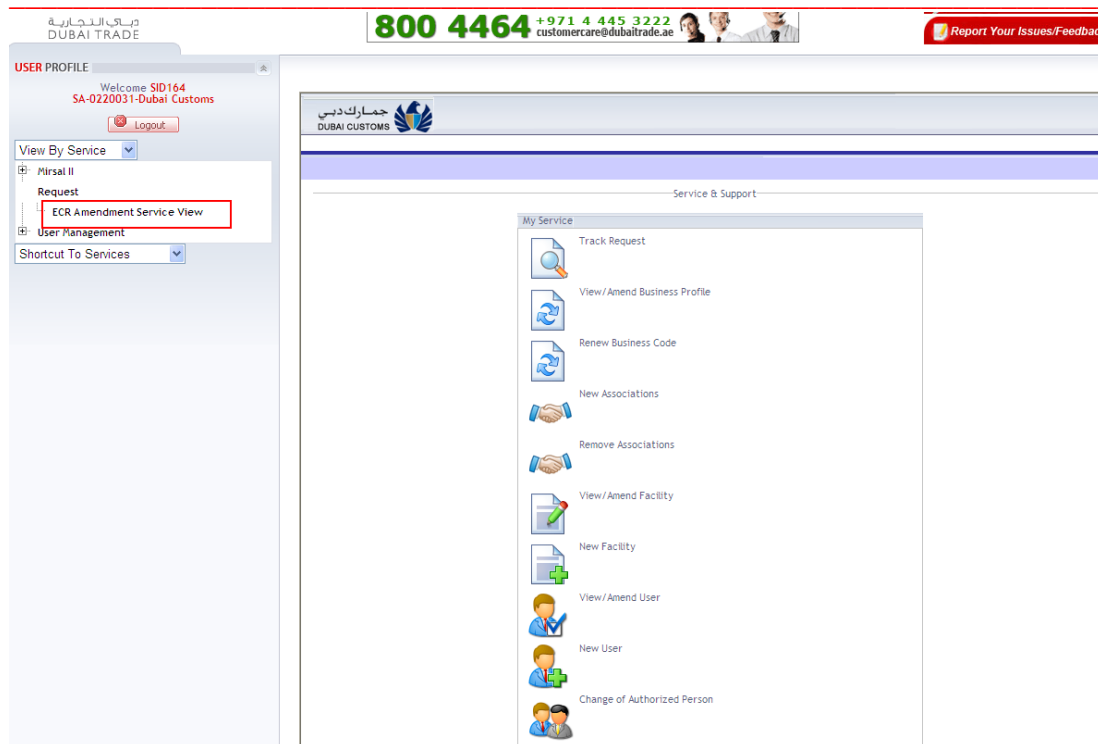 دبـي التـجـاريـة
DUBAI TRADE
800 4464 +971 4 445 3222
customercare@dubaitrade.ae
Report Your Issues/Feedbac
USER PROFILE
Welcome SID164
SA-0220031-Dubai Customs
Logout
View By Service
Mirsal II
Request
ECR Amendment Service View
User Management
Shortcut To Services
جمـارك دبـي
DUBAI CUSTOMS
Service & Support
My Service
Track Request
View/Amend Business Profile
Renew Business Code
New Associations
Remove Associations
View/Amend Facility
New Facility
View/Amend User
New User
Change of Authorized Person